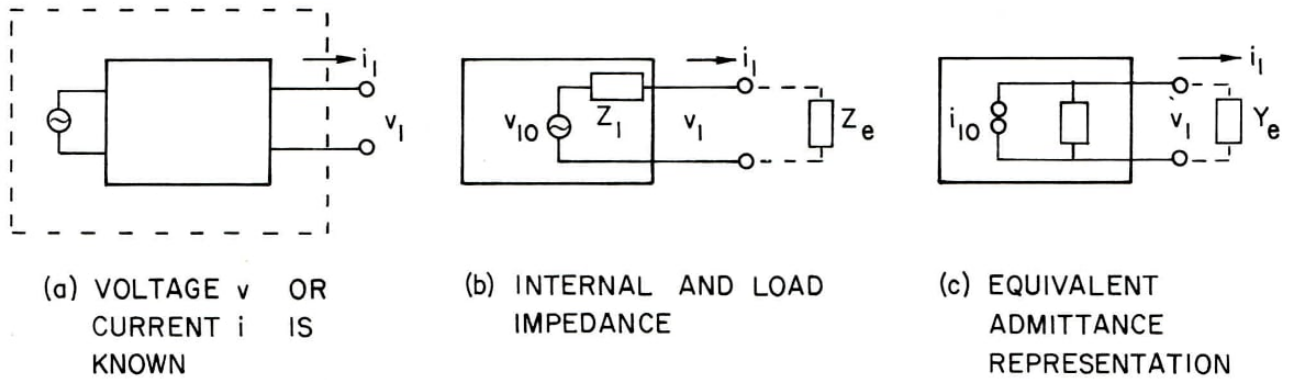 i₁
v₁
(a) VOLTAGE v OR
CURRENT i IS
KNOWN
i₁
v₁₀ Z₁ v₁ Zₑ
(b) INTERNAL AND LOAD
IMPEDANCE
i₁
i₁₀ v₁ Yₑ
(c) EQUIVALENT
ADMITTANCE
REPRESENTATION